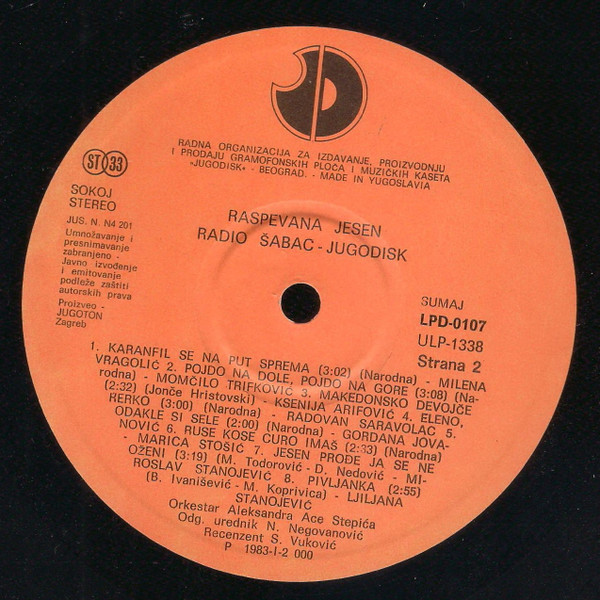 RADNA ORGANIZACIJA ZA IZDAVANJE, PROIZVODNJU
I PRODAJU GRAMOFONSKIH PLOČA I MUZIČKIH KASETA
»JUGODISK« - BEOGRAD. - MADE IN YUGOSLAVIA
ST 33
SOKOJ
STEREO
JUS. N. N4 201
Umnožavanje i
presnimavanje
zabranjeno -
Javno izvođenje
i emitovanje
podleže zaštiti
autorskih prava
Proizveo -
JUGOTON
Zagreb
RASPEVANA JESEN
RADIO ŠABAC - JUGODISK
SUMAJ
LPD-0107
ULP-1338
Strana 2
1. KARANFIL SE NA PUT SPREMA (3:02) (Narodna) - MILENA
VRAGOLIĆ 2. POJDO NA DOLE, POJDO NA GORE (3:08) (Na-
rodna) - MOMČILO TRIFKOVIĆ 3. MAKEDONSKO DEVOJČE
(2:32) (Jonče Hristovski) - KSENIJA ARIFOVIĆ 4. ELENO,
RERKO (3:00) (Narodna) - RADOVAN SARAVOLAC 5.
ODAKLE SI SELE (2:00) (Narodna) - GORDANA JOVA-
NOVIĆ 6. RUSE KOSE CURO IMAŠ (2:33) (Narodna)
- MARICA STOŠIĆ 7. JESEN PROĐE JA SE NE
OŽENI (3:19) (M. Todorović - D. Nedović - MI-
ROSLAV STANOJEVIĆ 8. PIVLJANKA (2:55)
(B. Ivanišević - M. Koprivica) - LJILJANA
STANOJEVIĆ
Orkestar Aleksandra Ace Stepića
Odg. urednik N. Negovanović
Recenzent S. Vuković
P 1983-I-2 000